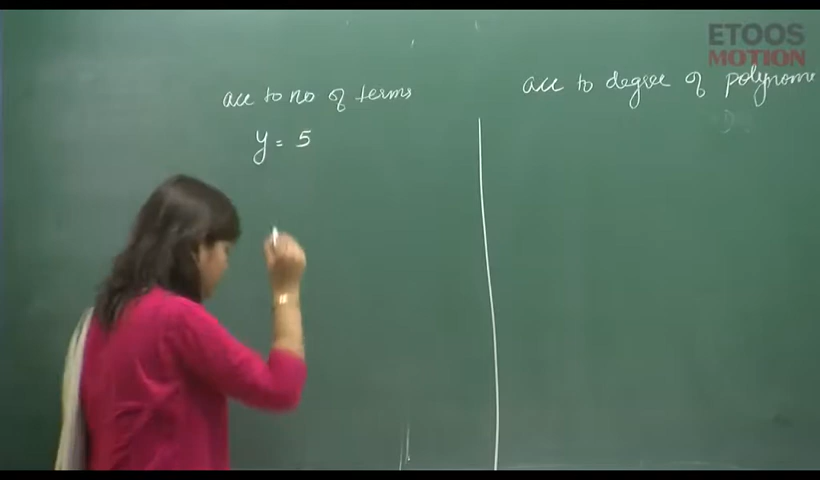 ETOOS
MOTION
acc to no of terms
acc to degree of polynome
y = 5